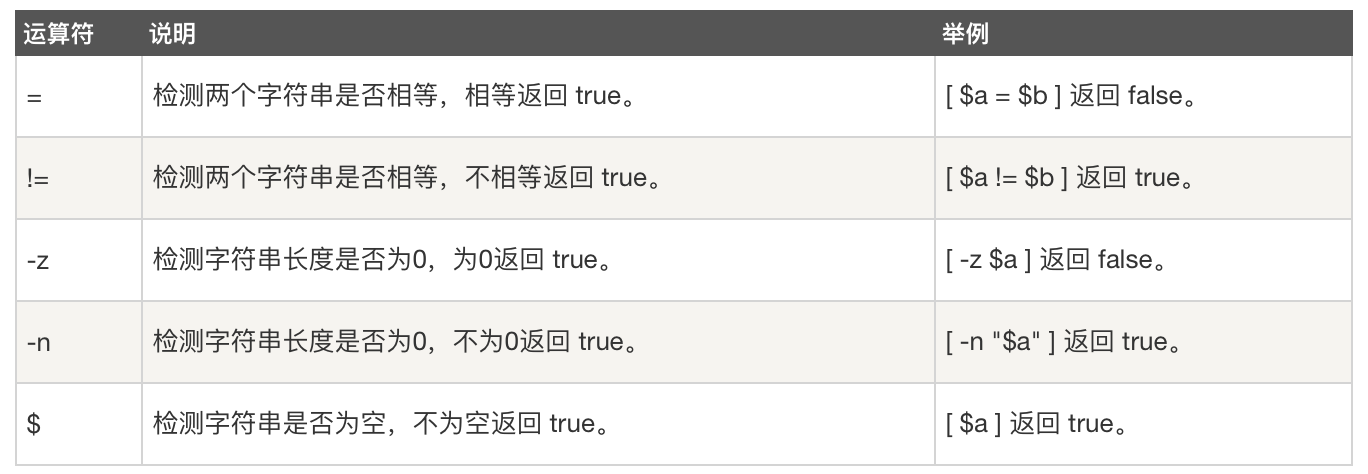 运算符 说明 举例
= 检测两个字符串是否相等，相等返回 true。 [ $a = $b ] 返回 false。
!= 检测两个字符串是否相等，不相等返回 true。 [ $a != $b ] 返回 true。
-z 检测字符串长度是否为0，为0返回 true。 [ -z $a ] 返回 false。
-n 检测字符串长度是否为0，不为0返回 true。 [ -n "$a" ] 返回 true。
$ 检测字符串是否为空，不为空返回 true。 [ $a ] 返回 true。